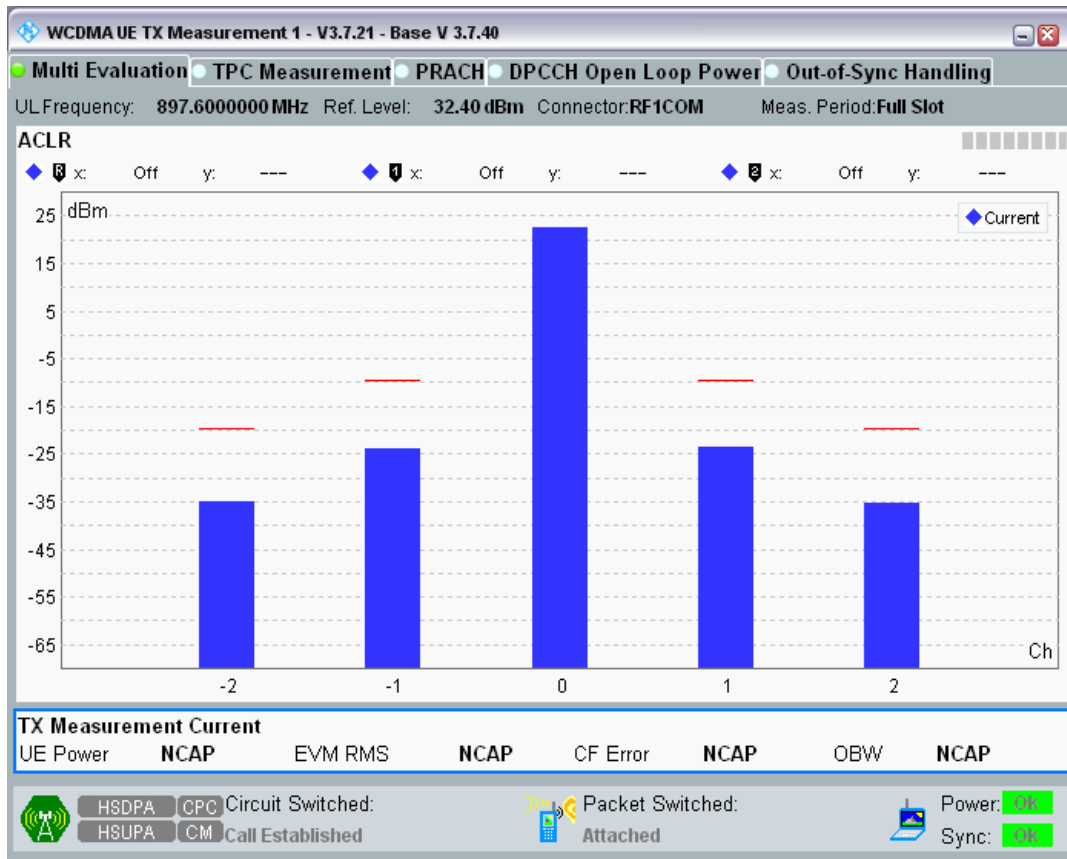 WCDMA UE TX Measurement 1 - V3.7.21 - Base V 3.7.40
Multi Evaluation TPC Measurement PRACH DPCCH Open Loop Power Out-of-Sync Handling
UL Frequency: 897.6000000 MHz Ref. Level: 32.40 dBm Connector:RF1COM Meas. Period:Full Slot
ACLR
R x: Off y: --- 1 x: Off y: --- 2 x: Off y: ---
dBm
Current
25
15
5
-5
-15
-25
-35
-45
-55
-65
Ch
-2 -1 0 1 2
TX Measurement Current
UE Power NCAP EVM RMS NCAP CF Error NCAP OBW NCAP
HSDPA CPC Circuit Switched: Packet Switched: Power: Ok
HSUPA CM Call Established Attached Sync: Ok